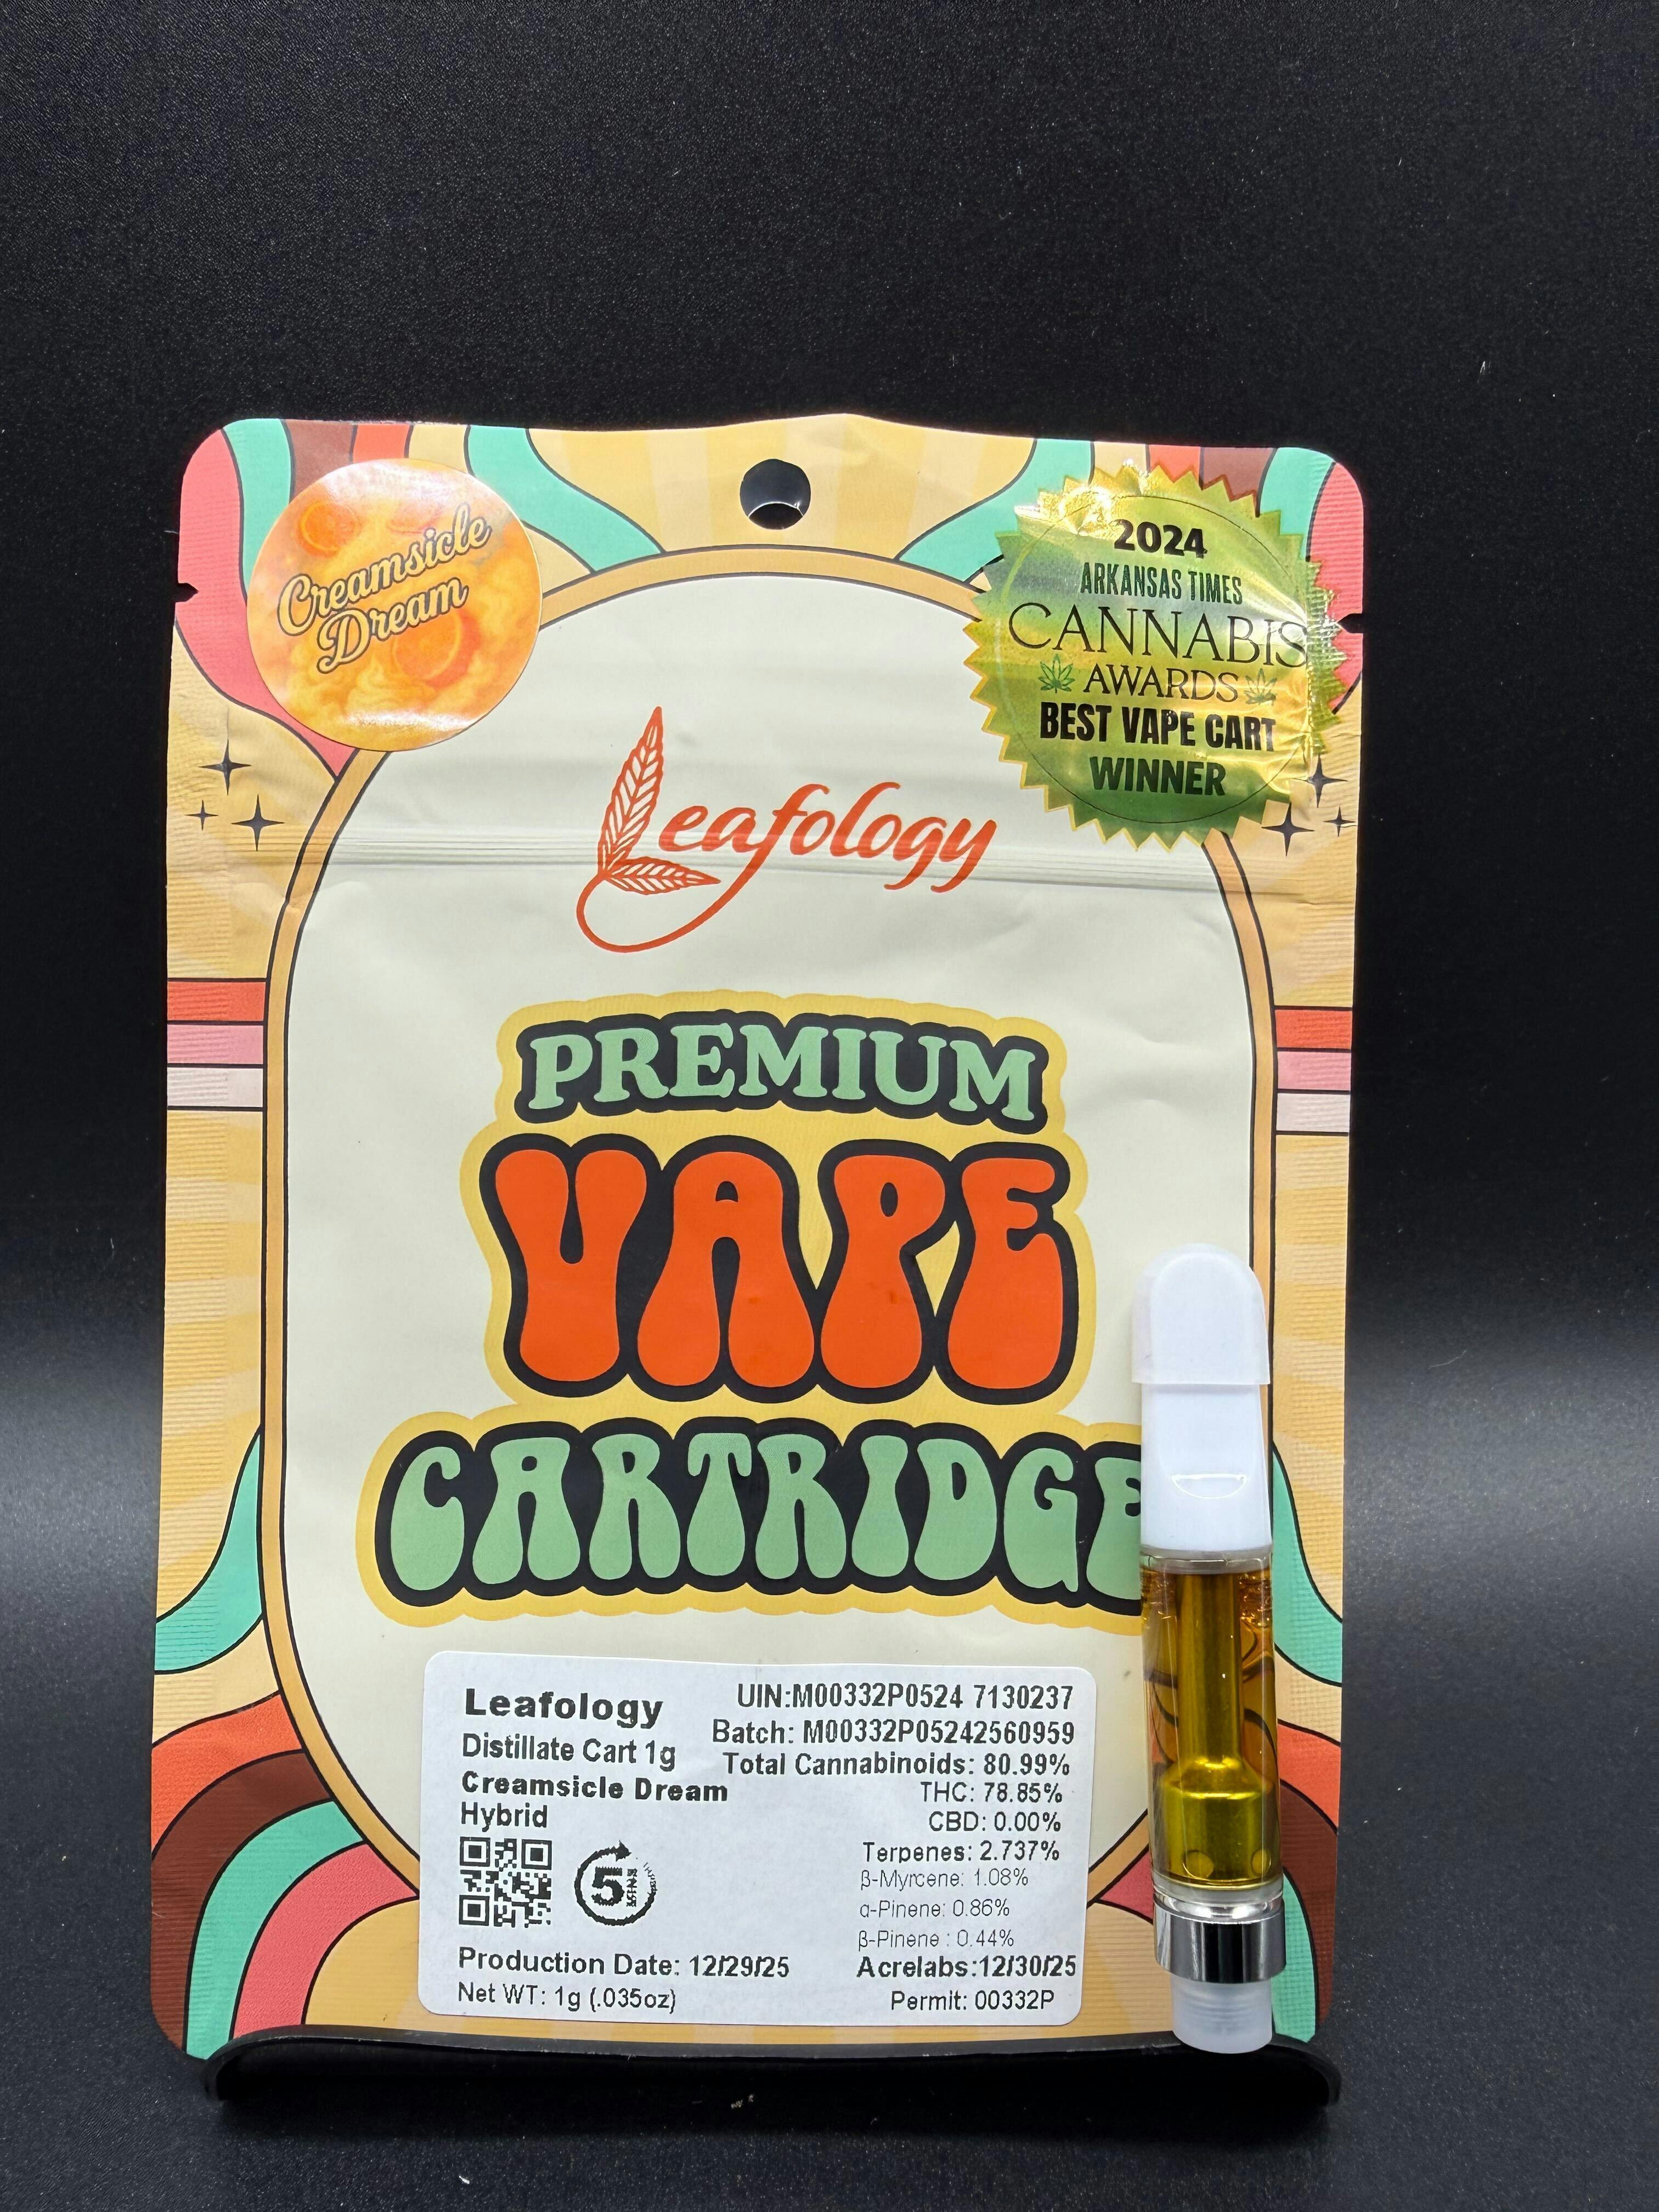 Creamsicle
Dream
2024
ARKANSAS TIMES
CANNABIS
AWARDS
BEST VAPE CART
WINNER
Leafology
PREMIUM
VAPE
CARTRIDGE
Leafology
Distillate Cart 1g
Creamsicle Dream
Hybrid
5
Production Date: 12/29/25
Net WT: 1g (.035oz)
UIN:M00332P0524 7130237
Batch: M00332P05242560959
Total Cannabinoids: 80.99%
THC: 78.85%
CBD: 0.00%
Terpenes: 2.737%
β-Myrcene: 1.08%
α-Pinene: 0.86%
β-Pinene : 0.44%
Acrelabs:12/30/25
Permit: 00332P